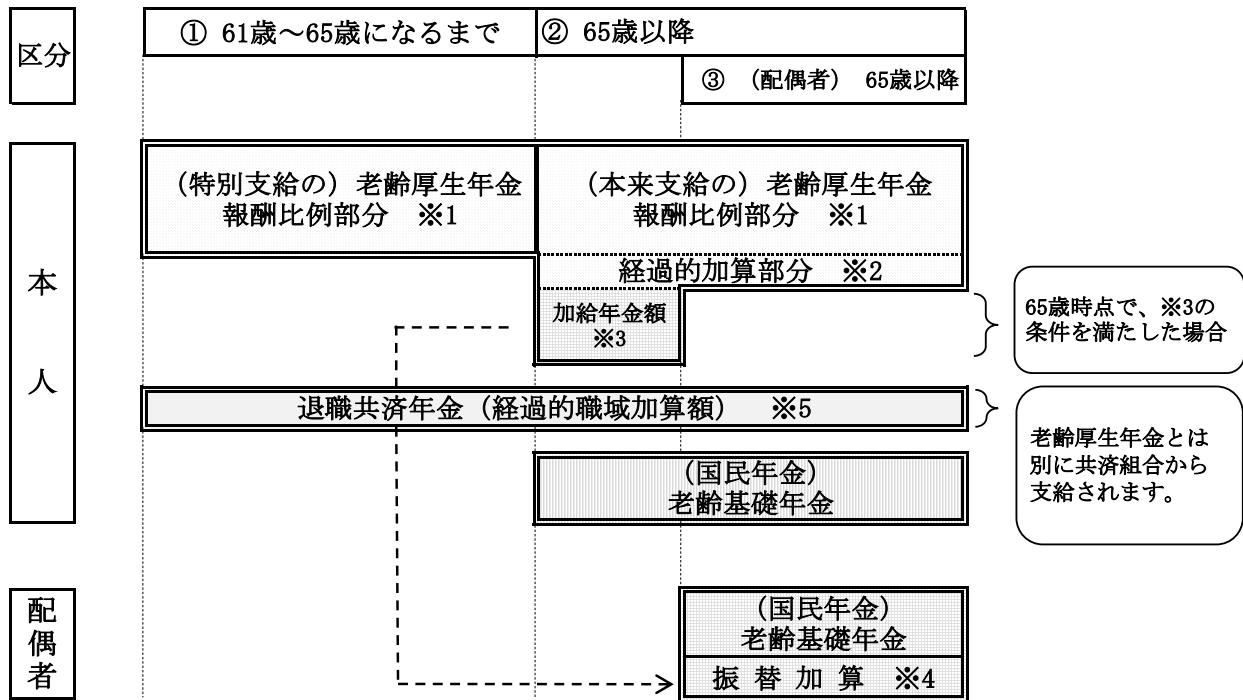 区分
① 61歳～65歳になるまで
② 65歳以降
③ （配偶者） 65歳以降
本人
（特別支給の）老齢厚生年金
報酬比例部分 ※1
（本来支給の）老齢厚生年金
報酬比例部分 ※1
経過的加算部分 ※2
加給年金額
※3
65歳時点で、※3の
条件を満たした場合
退職共済年金（経過的職域加算額） ※5
老齢厚生年金とは
別に共済組合から
支給されます。
（国民年金）
老齢基礎年金
配偶者
（国民年金）
老齢基礎年金
振替加算 ※4